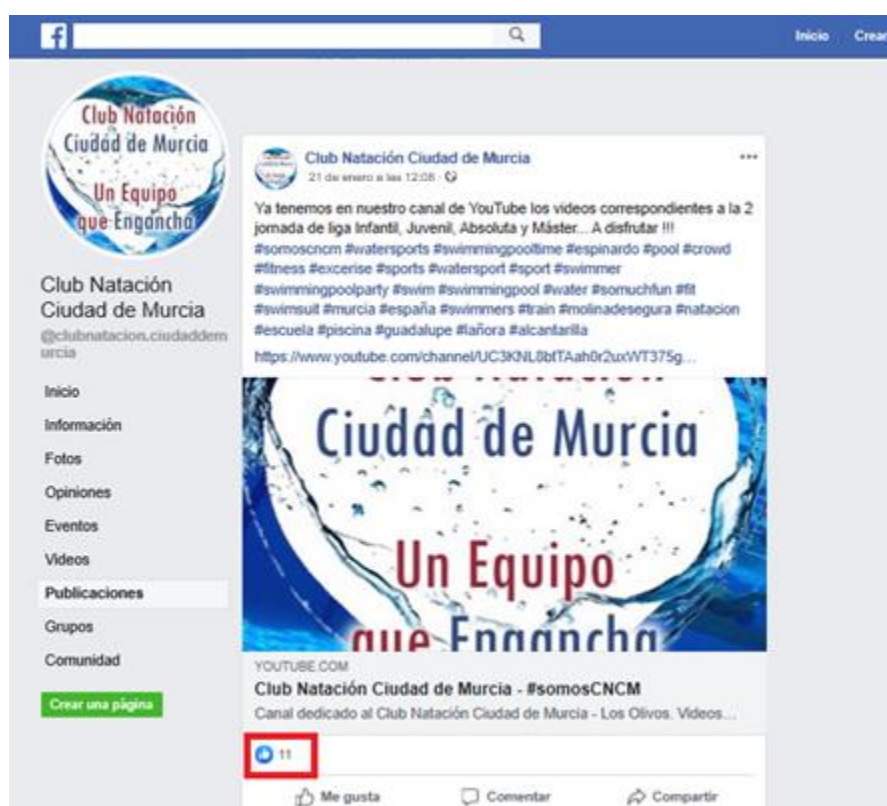 f
Inicio Crear
Club Natación
Ciudad de Murcia
Un Equipo
que Engancha
Club Natación
Ciudad de Murcia
@clubnatacion.ciudaddem
urcia
Inicio
Información
Fotos
Opiniones
Eventos
Videos
Publicaciones
Grupos
Comunidad
Crear una página
Club Natación Ciudad de Murcia
21 de enero a las 12:08
Ya tenemos en nuestro canal de YouTube los videos correspondientes a la 2
jornada de liga Infantil, Juvenil, Absoluta y Máster... A disfrutar !!!
#somoscncm #watersports #swimmingpooltime #espinardo #pool #crowd
#fitness #excerise #sports #watersport #sport #swimmer
#swimmingpoolparty #swim #swimmingpool #water #somuchfun #fit
#swimsuit #murcia #españa #swimmers #train #molinadesegura #natacion
#escuela #piscina #guadalupe #lañora #alcantarilla
https://www.youtube.com/channel/UC3KNL8btTAah0r2uxWT375g...
Club Natación
Ciudad de Murcia
Un Equipo
que Engancha
YOUTUBE.COM
Club Natación Ciudad de Murcia - #somosCNCM
Canal dedicado al Club Natación Ciudad de Murcia - Los Olivos. Videos...
11
Me gusta Comentar Compartir